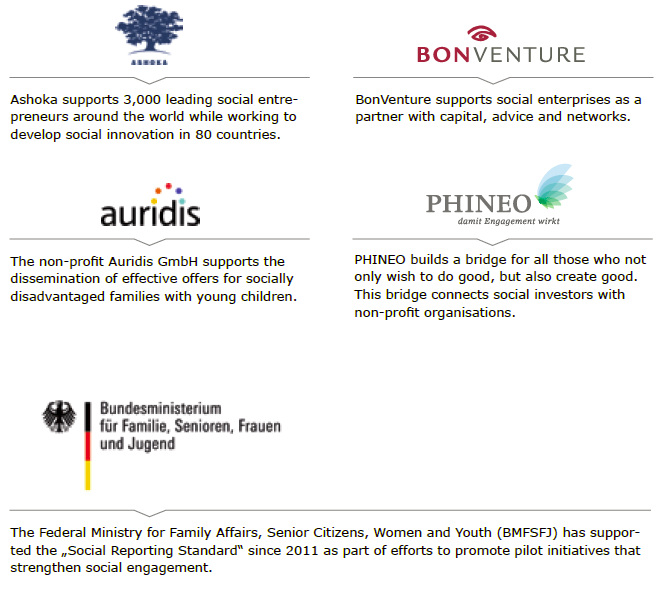 ASHOKA
Ashoka supports 3,000 leading social entre-
preneurs around the world while working to
develop social innovation in 80 countries.
BONVENTURE
BonVenture supports social enterprises as a
partner with capital, advice and networks.
auridis
The non-profit Auridis GmbH supports the
dissemination of effective offers for socially
disadvantaged families with young children.
PHINEO
damit Engagement wirkt
PHINEO builds a bridge for all those who not
only wish to do good, but also create good.
This bridge connects social investors with
non-profit organisations.
Bundesministerium
für Familie, Senioren, Frauen
und Jugend
The Federal Ministry for Family Affairs, Senior Citizens, Women and Youth (BMFSFJ) has suppor-
ted the „Social Reporting Standard‟ since 2011 as part of efforts to promote pilot initiatives that
strengthen social engagement.